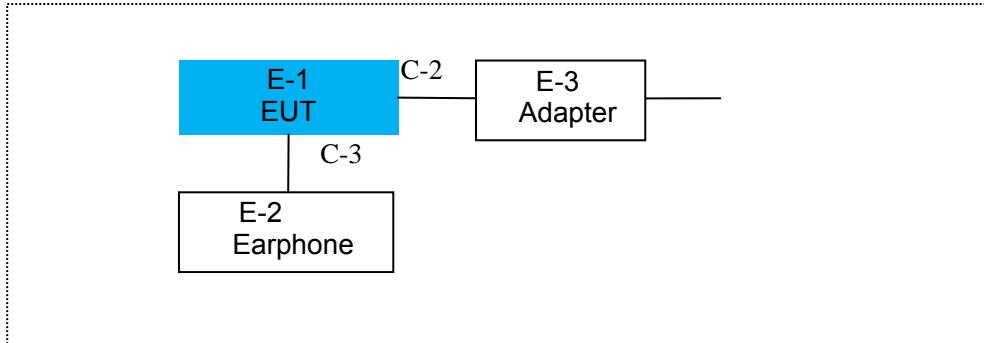 E-1
EUT
C-2
E-3
Adapter
C-3
E-2
Earphone